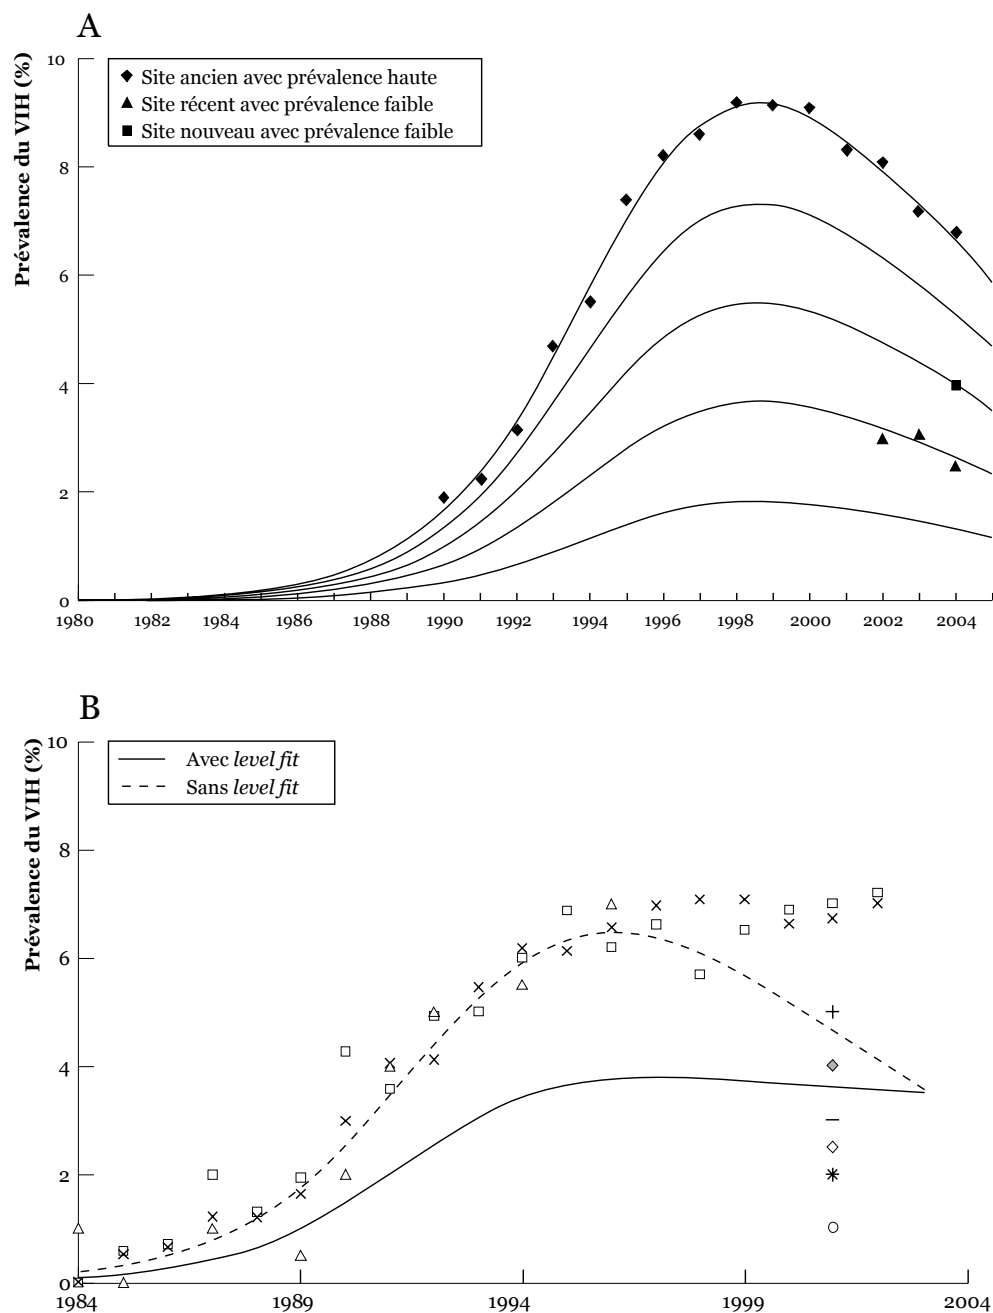 A
Prévalence du VIH (%)
10
8
6
4
2
0
Site ancien avec prévalence haute
Site récent avec prévalence faible
Site nouveau avec prévalence faible
1980 1982 1984 1986 1988 1990 1992 1994 1996 1998 2000 2002 2004
B
Prévalence du VIH (%)
10
8
6
4
2
0
Avec level fit
Sans level fit
1984 1989 1994 1999 2004